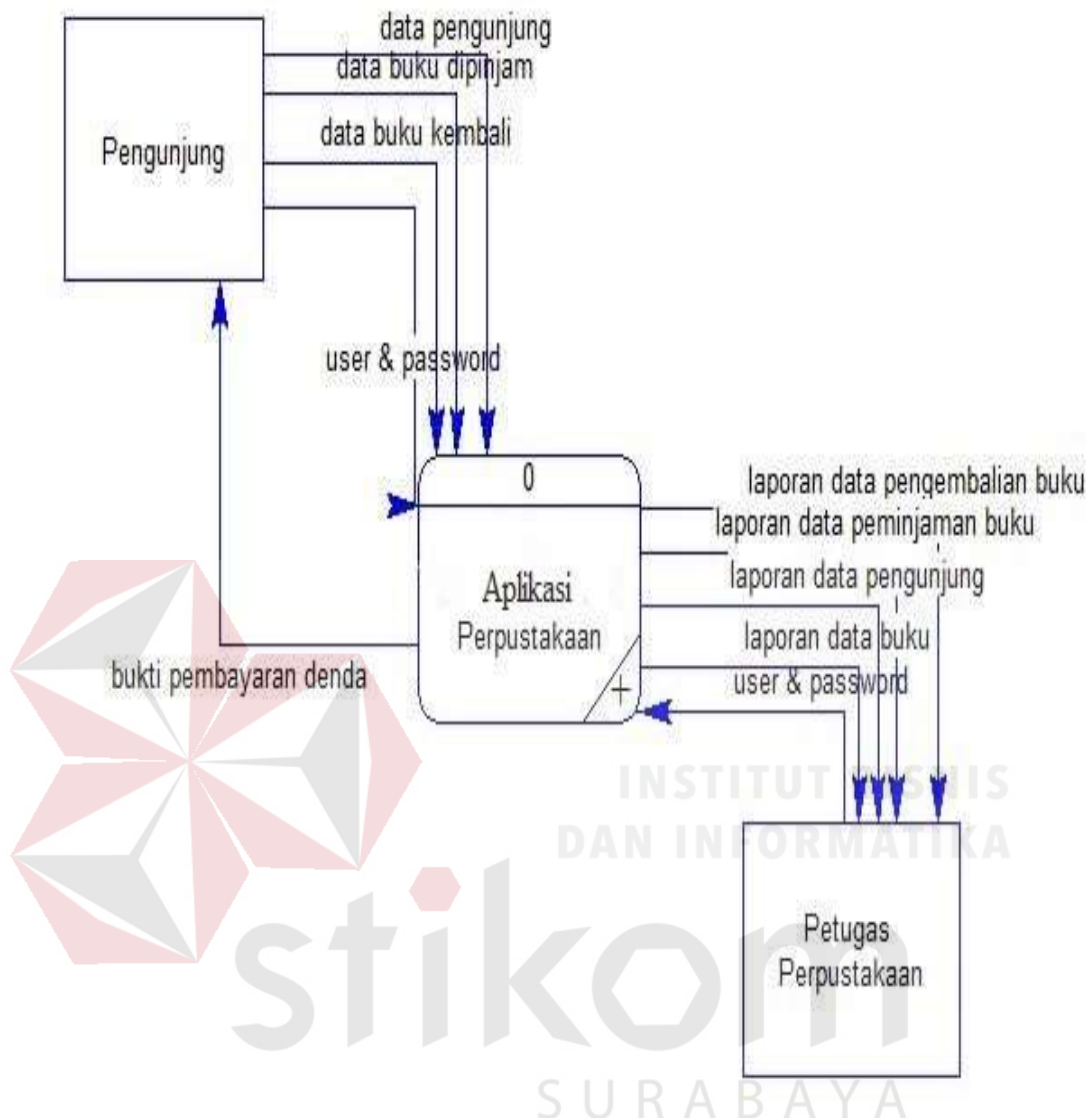 data pengunjung
data buku dipinjam
data buku kembali
Pengunjung
user & password
0
Aplikasi
Perpustakaan
+
laporan data pengembalian buku
laporan data peminjaman buku
laporan data pengunjung
laporan data buku
user & password
bukti pembayaran denda
INSTITUT BISNIS
DAN INFORMATIKA
stikom
SURABAYA
Petugas
Perpustakaan